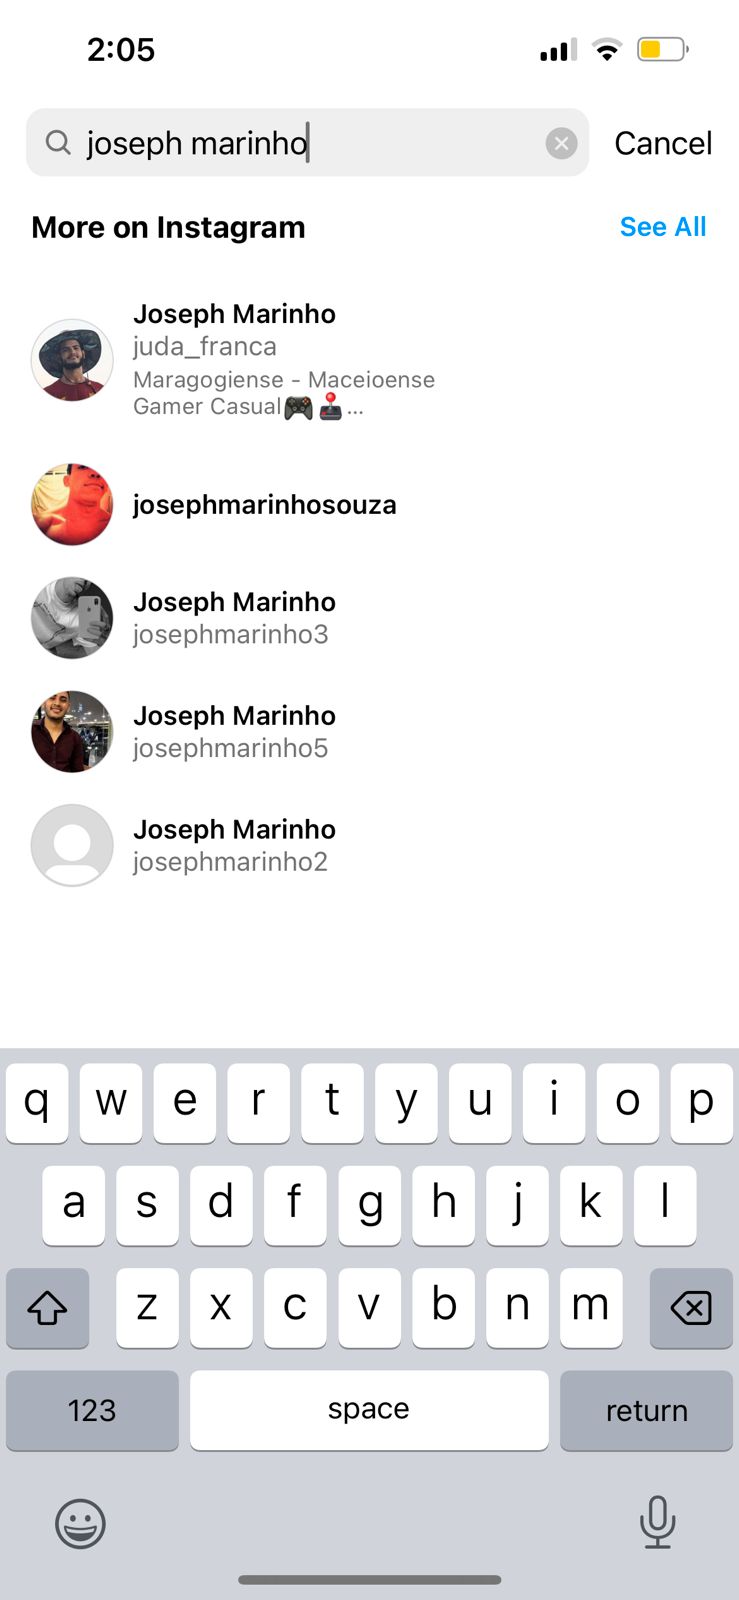 2:05
joseph marinho
Cancel
More on Instagram
See All
Joseph Marinho
juda_franca
Maragogiense - Maceioense
Gamer Casual🎮🕹️...
josephmarinhosouza
Joseph Marinho
josephmarinho3
Joseph Marinho
josephmarinho5
Joseph Marinho
josephmarinho2
q w e r t y u i o p
a s d f g h j k l
z x c v b n m
123
space
return